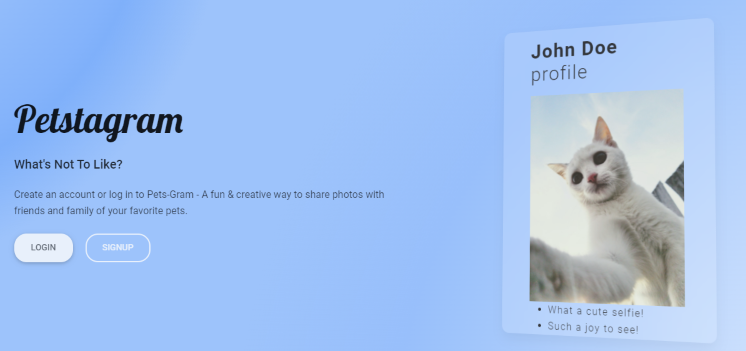 Petstagram
What's Not To Like?
Create an account or log in to Pets-Gram - A fun & creative way to share photos with
friends and family of your favorite pets.
LOGIN
SIGNUP
John Doe
profile
What a cute selfie!
Such a joy to see!